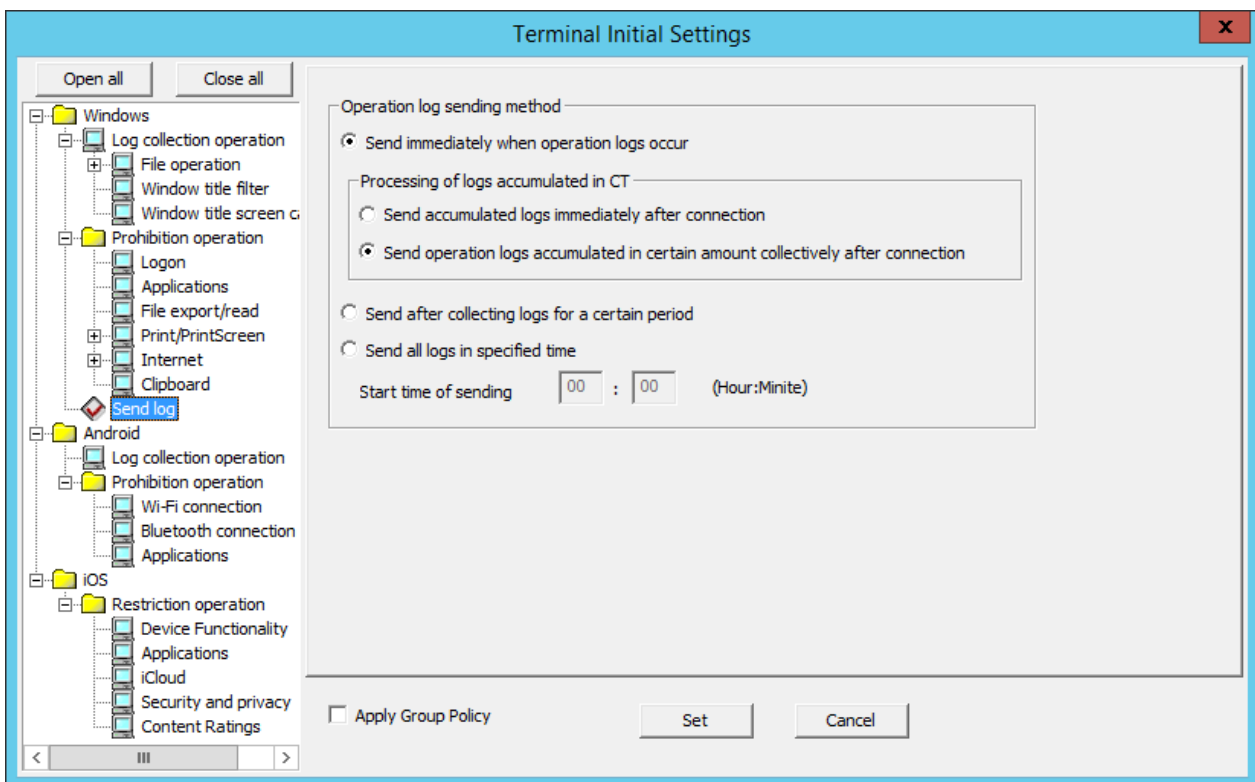 Terminal Initial Settings
x
Open all
Close all
Windows
Log collection operation
File operation
Window title filter
Window title screen ca
Prohibition operation
Logon
Applications
File export/read
Print/PrintScreen
Internet
Clipboard
Send log
Android
Log collection operation
Prohibition operation
Wi-Fi connection
Bluetooth connection
Applications
iOS
Restriction operation
Device Functionality
Applications
iCloud
Security and privacy
Content Ratings
Operation log sending method
Send immediately when operation logs occur
Processing of logs accumulated in CT
Send accumulated logs immediately after connection
Send operation logs accumulated in certain amount collectively after connection
Send after collecting logs for a certain period
Send all logs in specified time
Start time of sending 00 : 00 (Hour:Minite)
Apply Group Policy
Set
Cancel